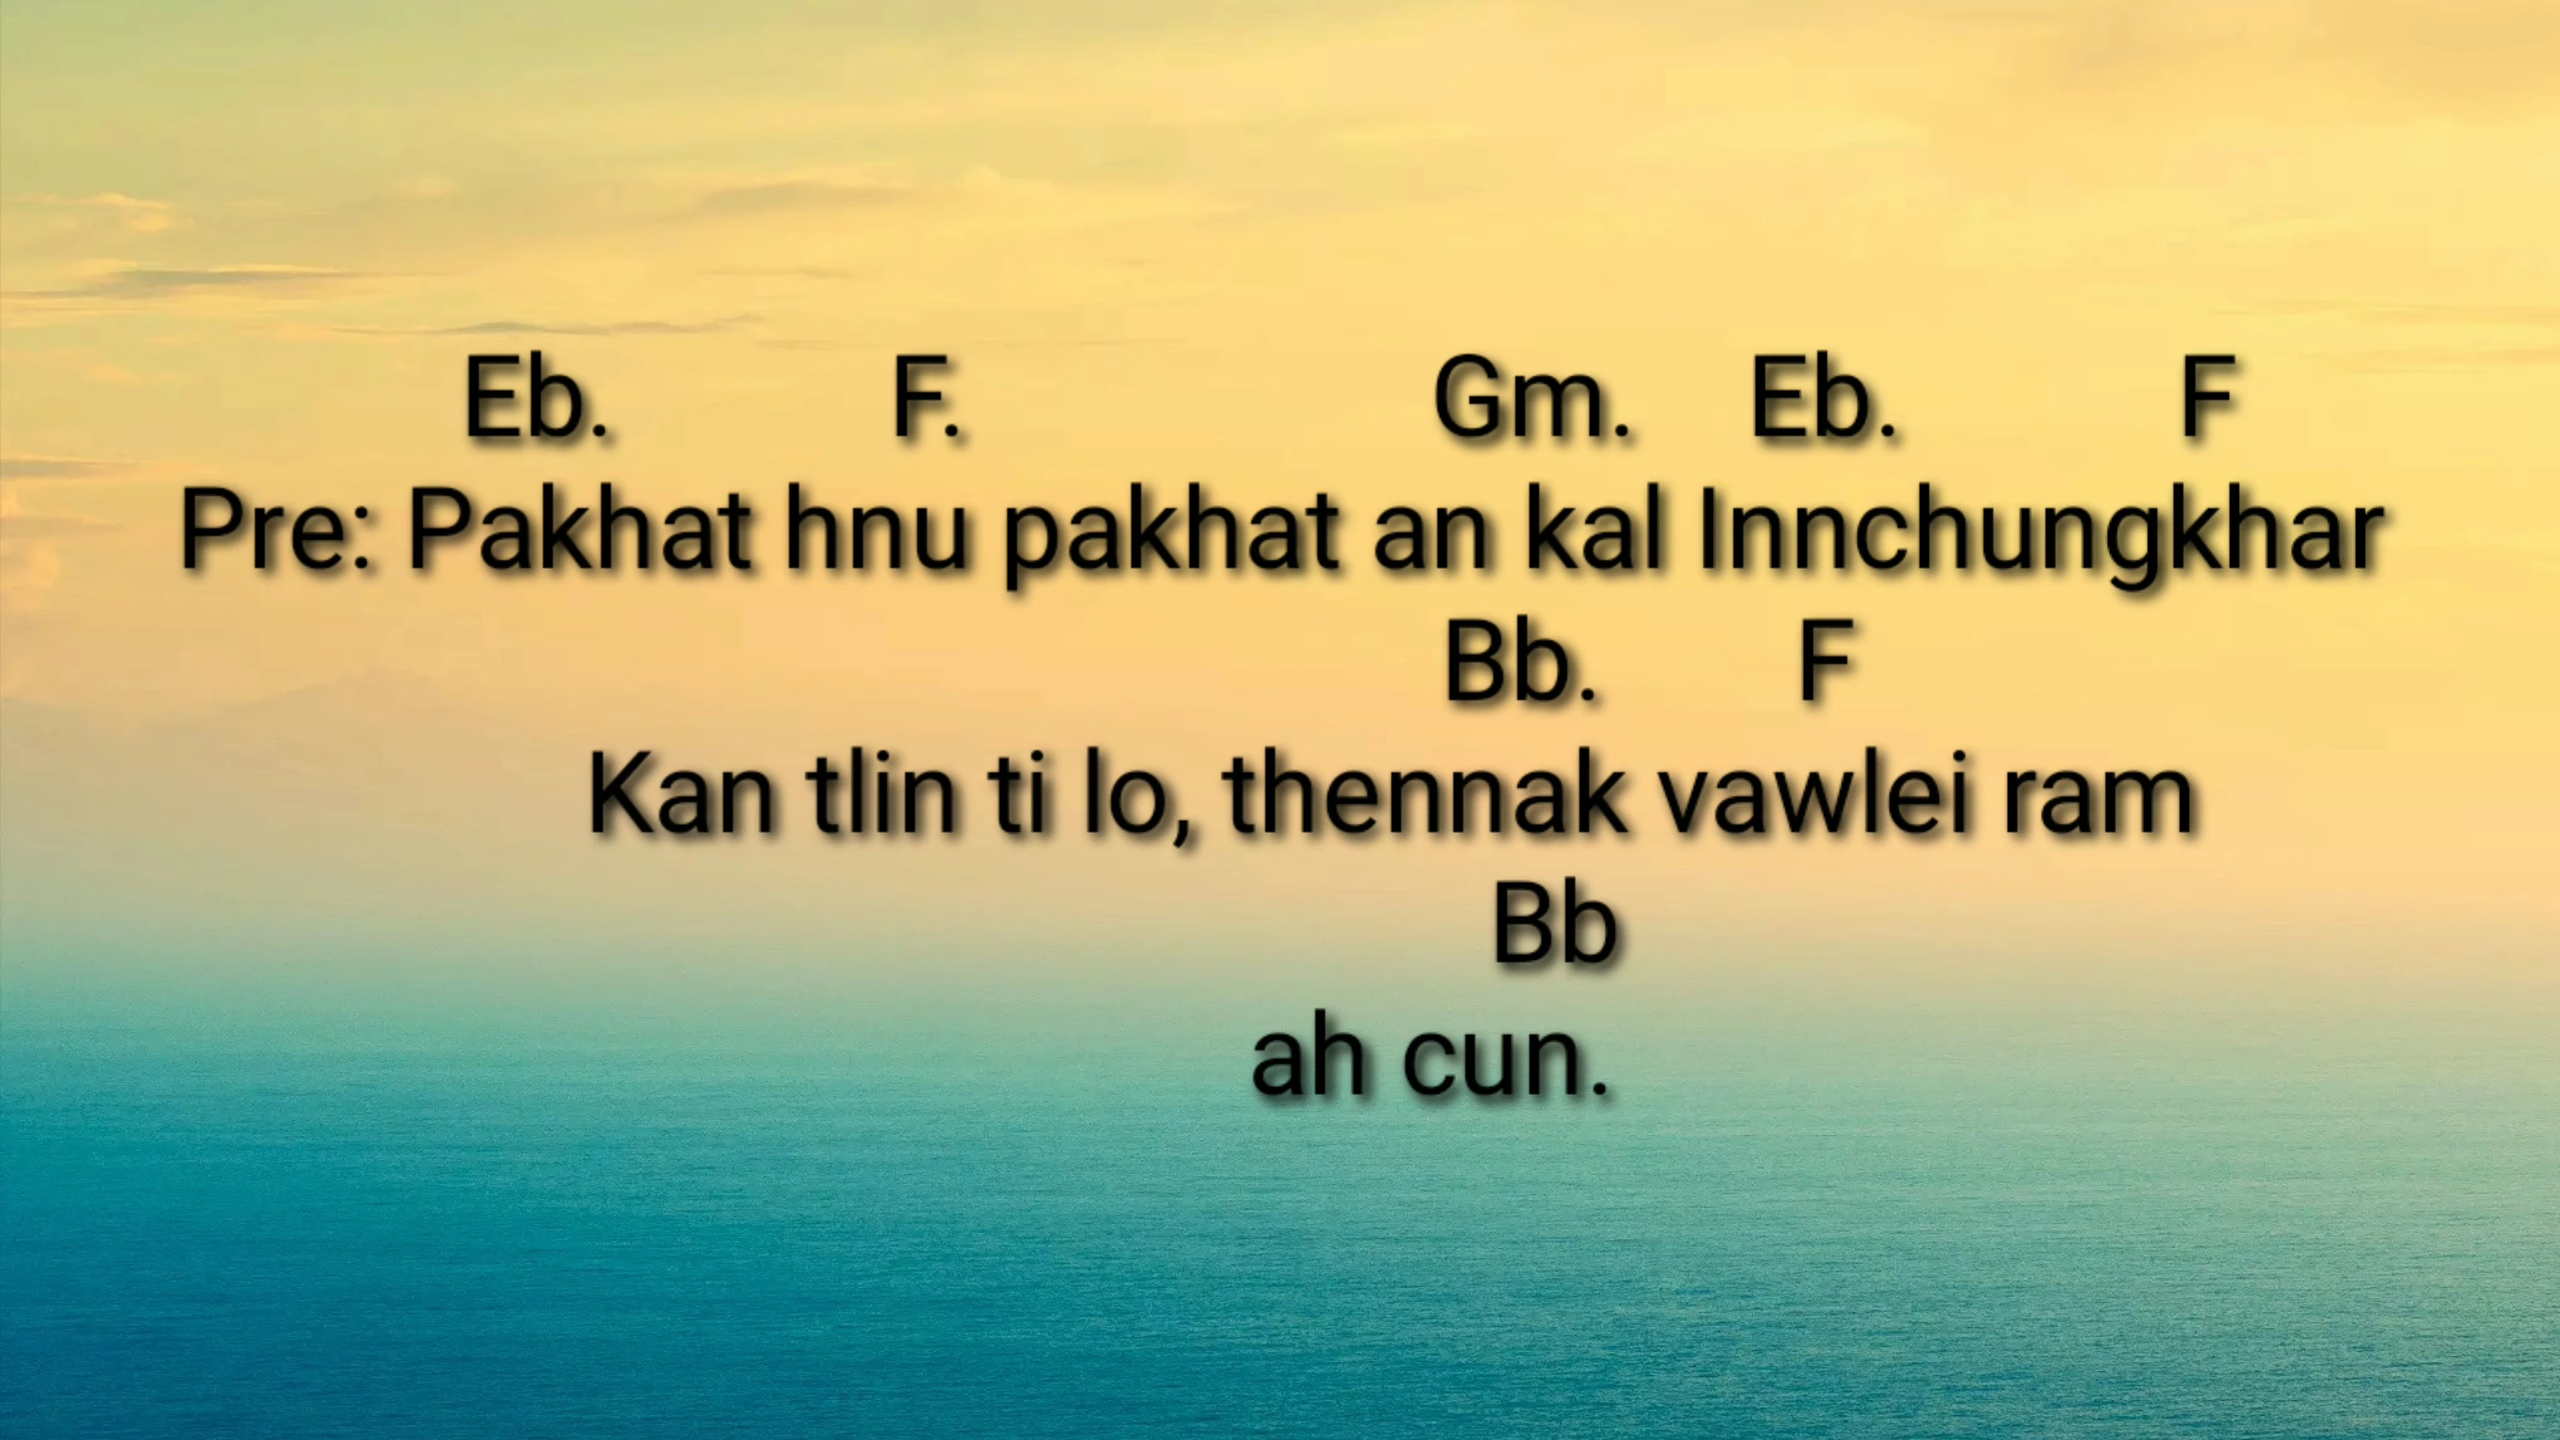 Eb. F. Gm. Eb. F
Pre: Pakhat hnu pakhat an kal Innchungkhar
Bb. F
Kan tlin ti lo, thennak vawlei ram
Bb
ah cun.